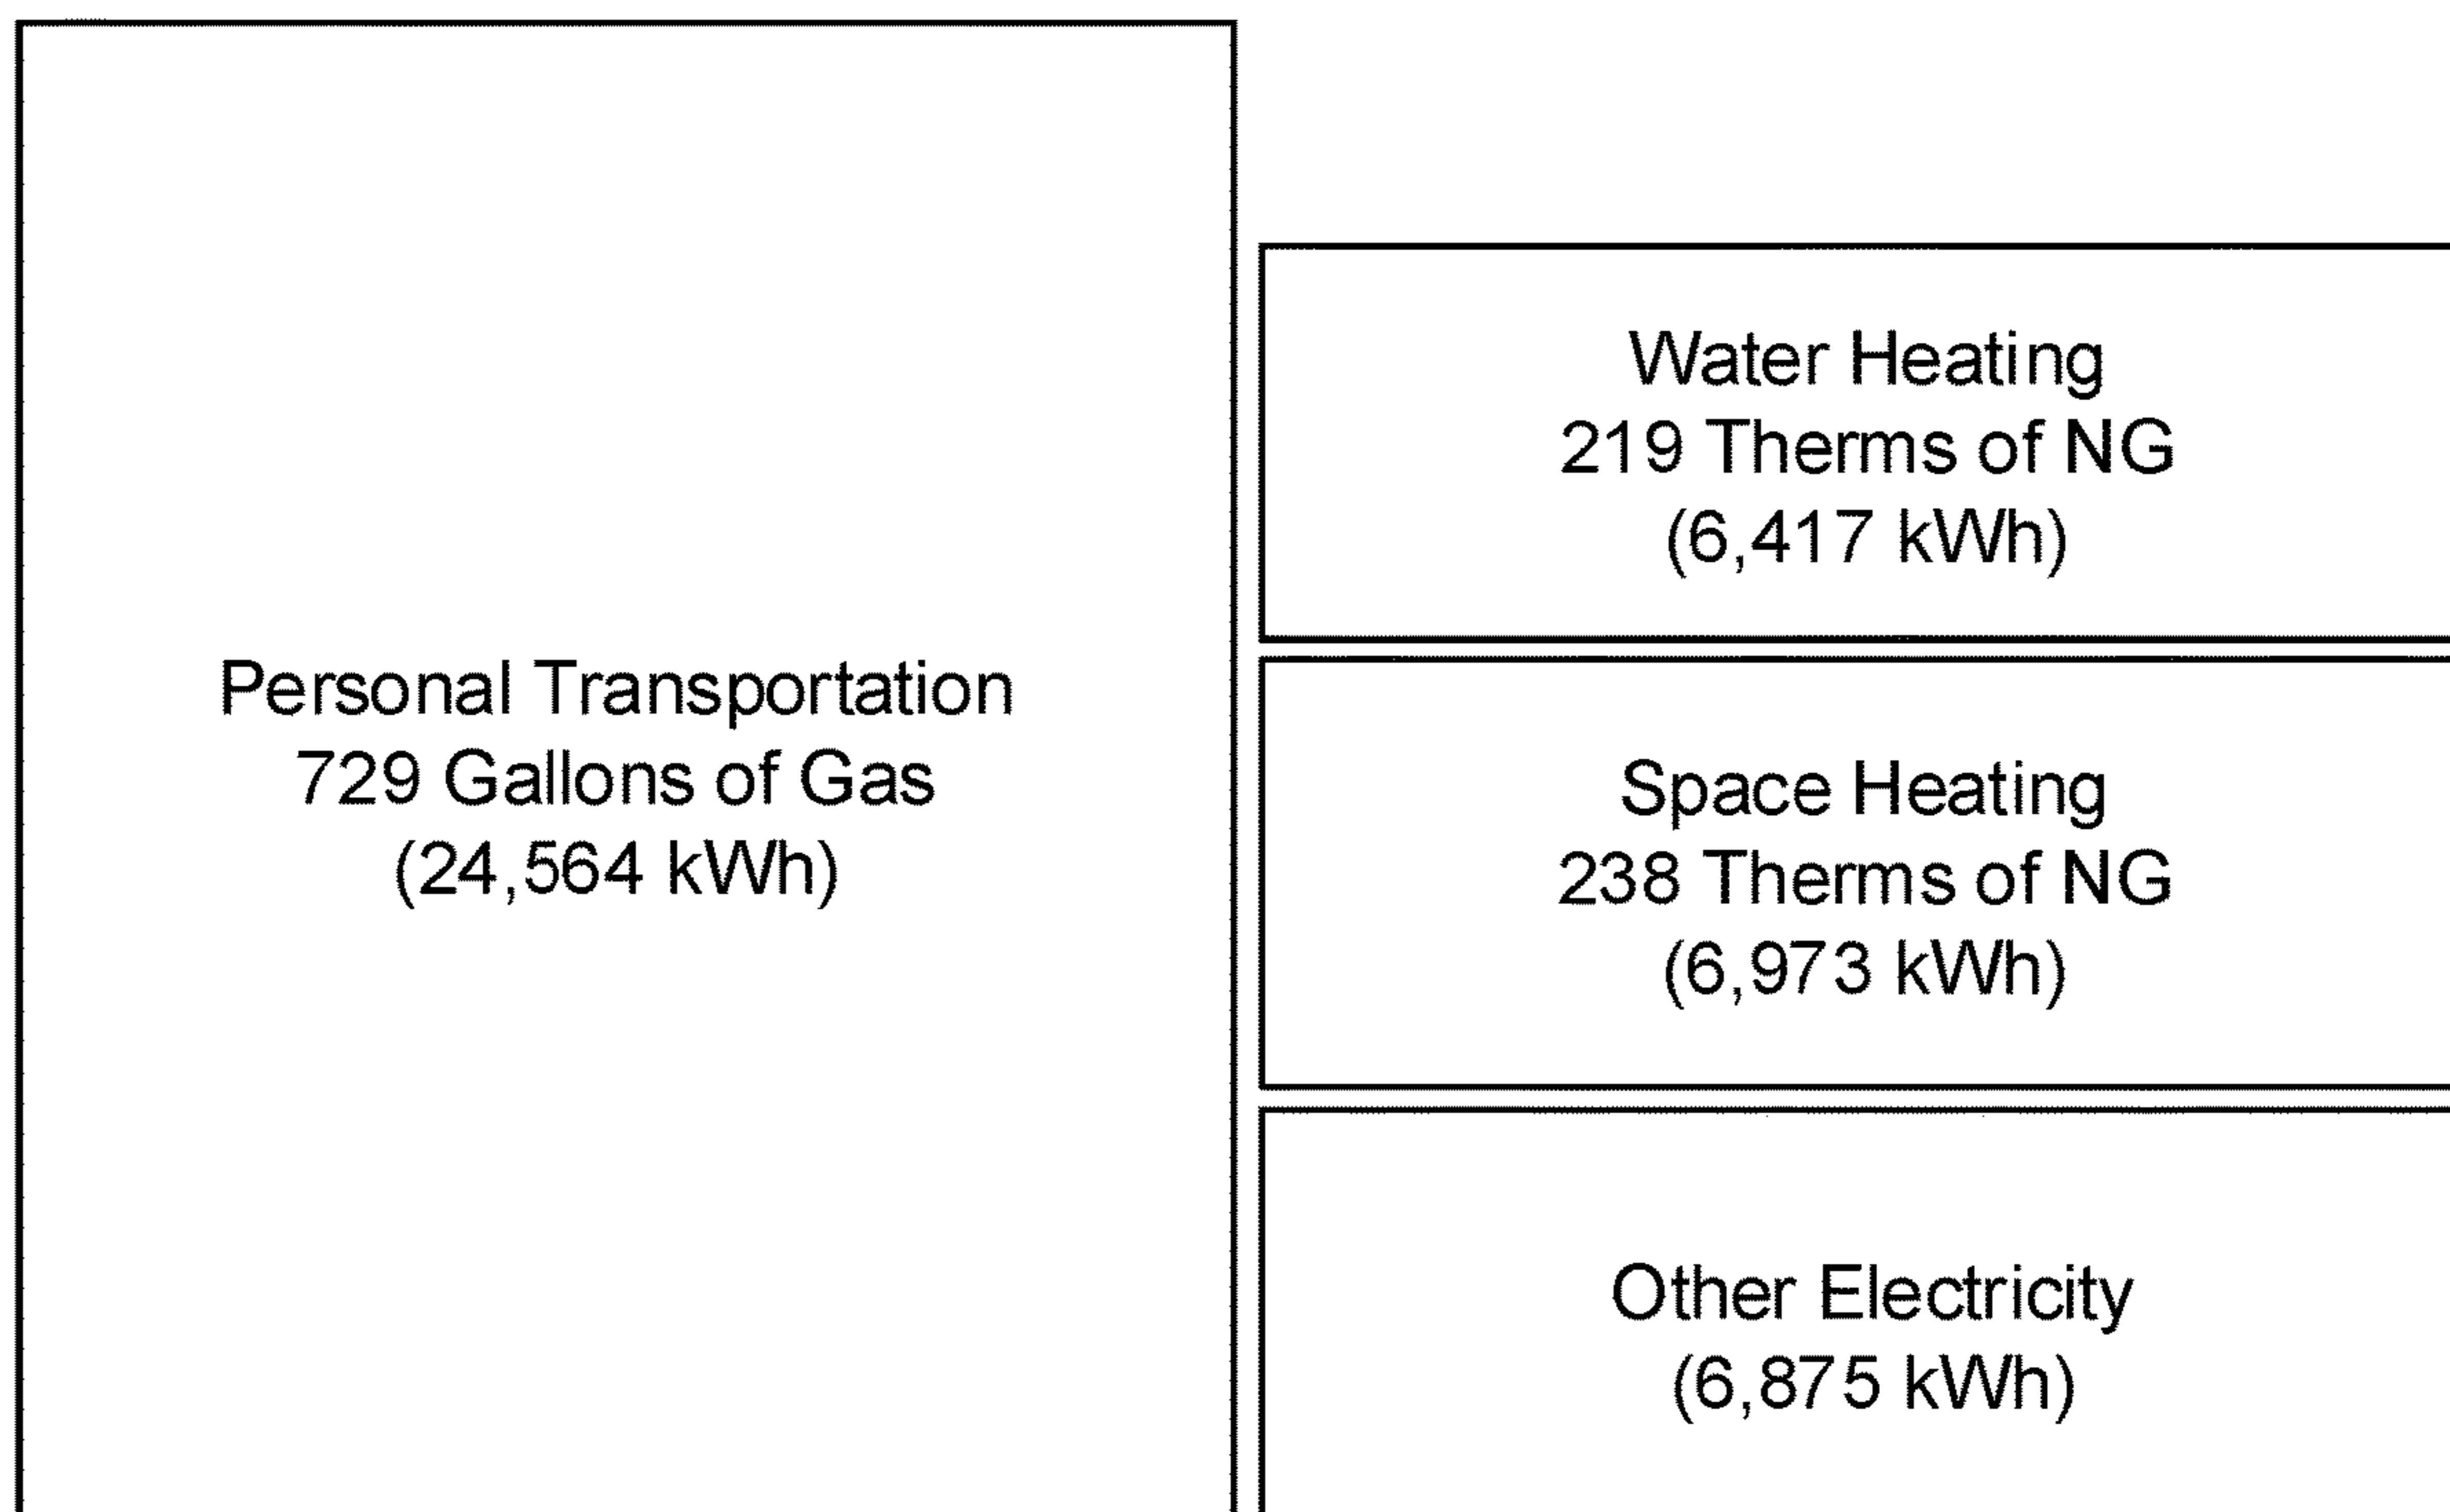 Personal Transportation
729 Gallons of Gas
(24,564 kWh)
Water Heating
219 Therms of NG
(6,417 kWh)
Space Heating
238 Therms of NG
(6,973 kWh)
Other Electricity
(6,875 kWh)